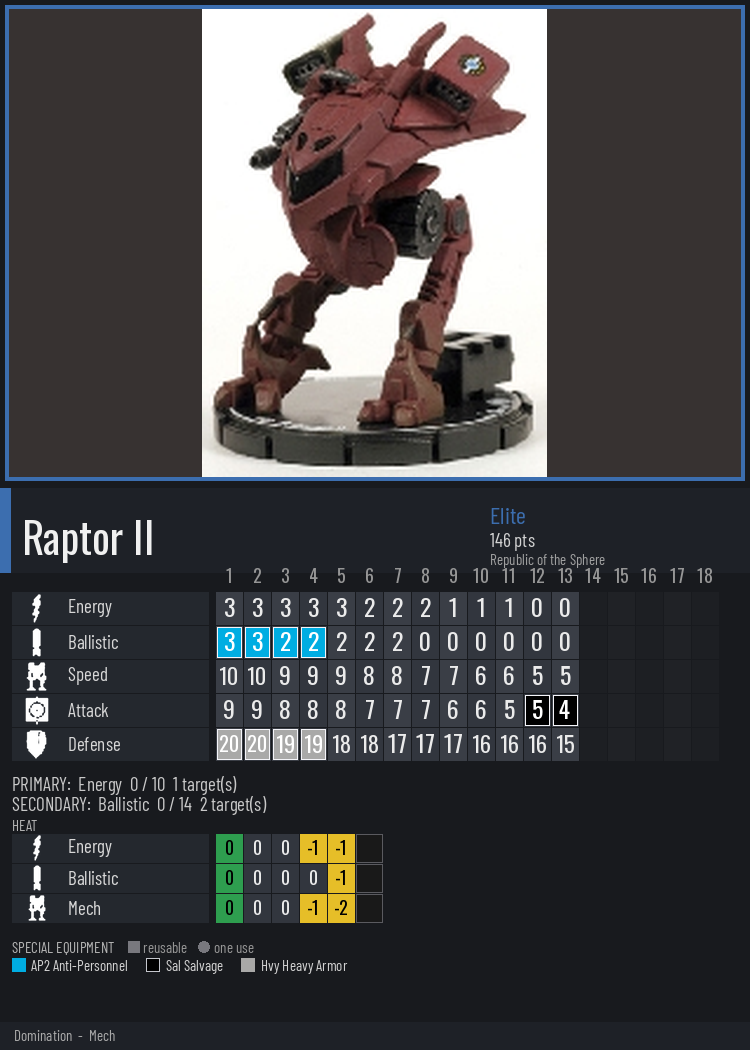 Raptor II
Elite
146 pts
Republic of the Sphere
1 2 3 4 5 6 7 8 9 10 11 12 13 14 15 16 17 18
Energy 3 3 3 3 3 2 2 2 1 1 1 0 0
Ballistic 3 3 2 2 2 2 2 0 0 0 0 0 0
Speed 10 10 9 9 9 8 8 7 7 6 6 5 5
Attack 9 9 8 8 8 7 7 7 6 6 5 5 4
Defense 20 20 19 19 18 18 17 17 17 16 16 16 15
PRIMARY: Energy 0 / 10 1 target(s)
SECONDARY: Ballistic 0 / 14 2 target(s)
HEAT
Energy 0 0 0 -1 -1
Ballistic 0 0 0 0 -1
Mech 0 0 0 -1 -2
SPECIAL EQUIPMENT reusable one use
AP2 Anti-Personnel Sal Salvage Hvy Heavy Armor
Domination - Mech